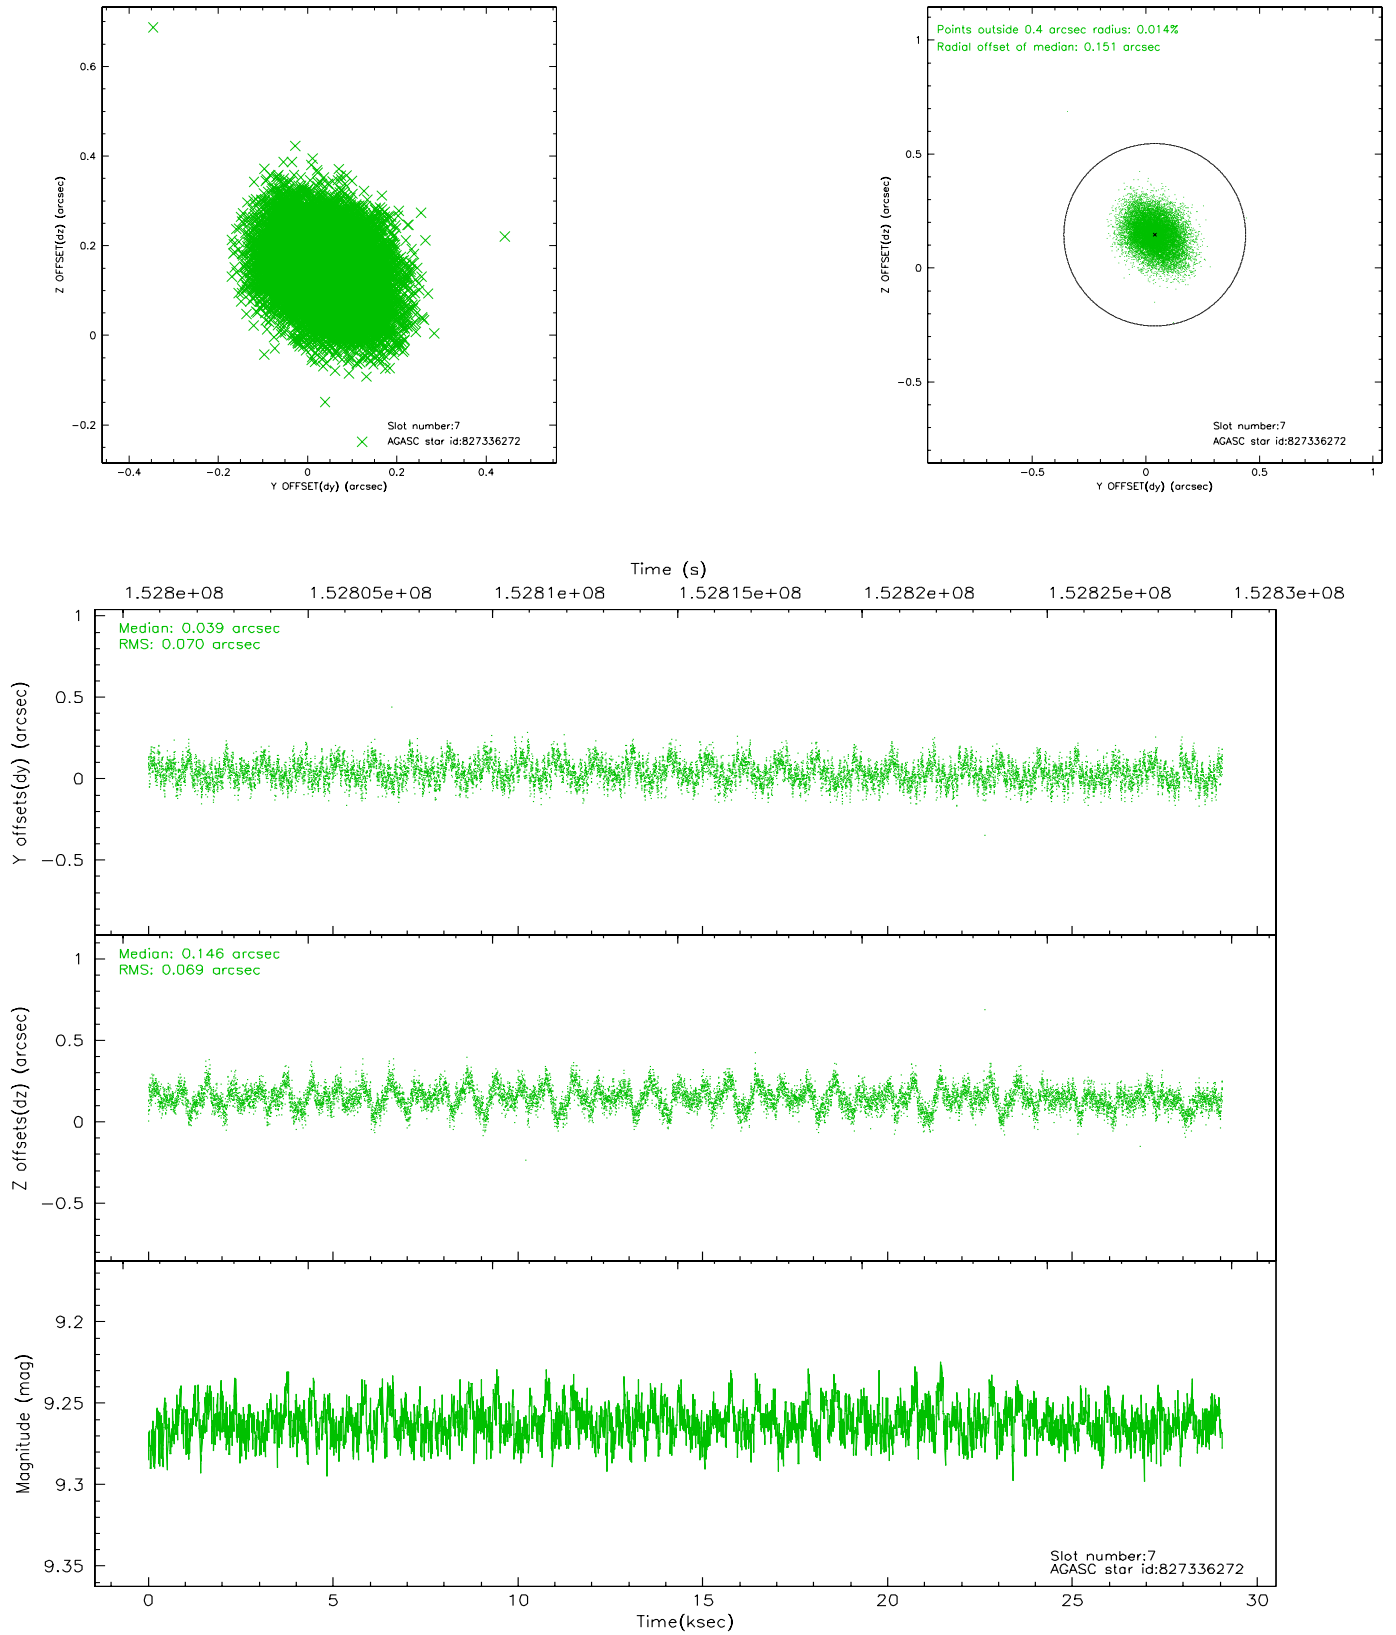 0.6
0.4
0.2
0
−0.2
Z OFFSET(dz) (arcsec)
Slot number:7
AGASC star id:827336272
−0.4 −0.2 0 0.2 0.4
Y OFFSET(dy) (arcsec)
Points outside 0.4 arcsec radius: 0.014%
Radial offset of median: 0.151 arcsec
1
0.5
0
−0.5
Z OFFSET(dz) (arcsec)
Slot number:7
AGASC star id:827336272
−0.5 0 0.5 1
Y OFFSET(dy) (arcsec)
Time (s)
1.528e+08 1.52805e+08 1.5281e+08 1.52815e+08 1.5282e+08 1.52825e+08 1.5283e+08
Median: 0.039 arcsec
RMS: 0.070 arcsec
1
0.5
0
−0.5
Y offsets(dy) (arcsec)
Median: 0.146 arcsec
RMS: 0.069 arcsec
1
0.5
0
−0.5
Z offsets(dz) (arcsec)
9.2
9.25
9.3
9.35
Magnitude (mag)
Slot number:7
AGASC star id:827336272
0 5 10 15 20 25 30
Time(ksec)